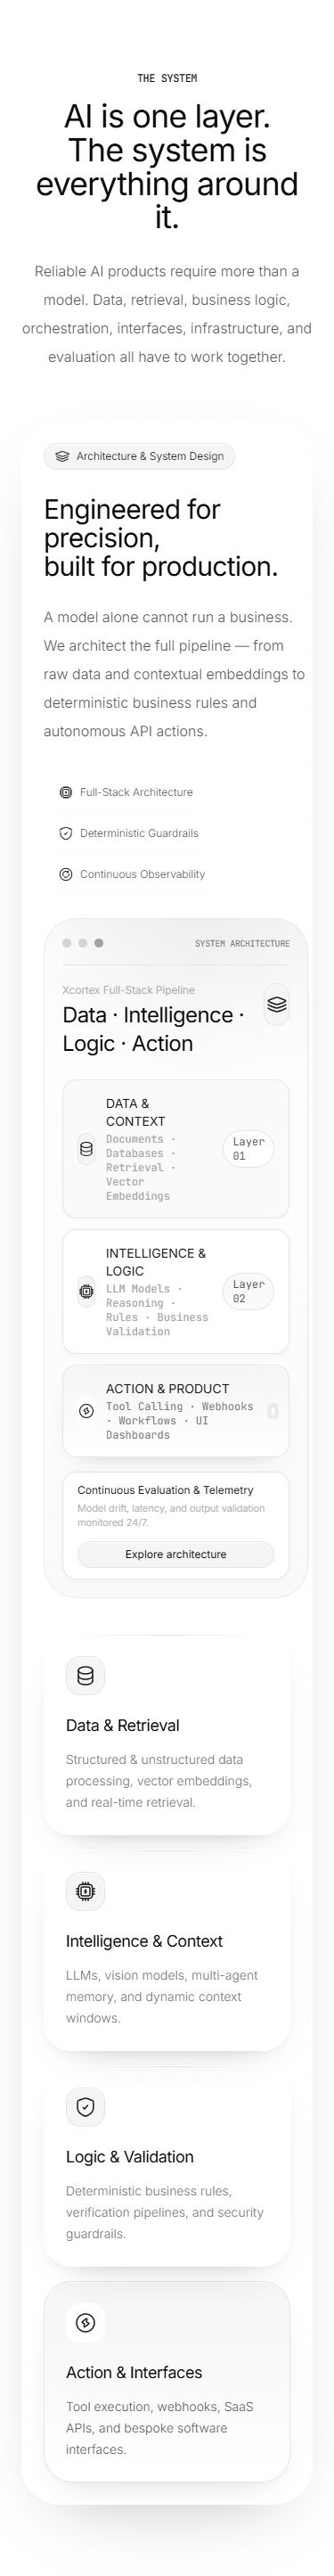 THE SYSTEM
AI is one layer.
The system is
everything around
it.
Reliable AI products require more than a
model. Data, retrieval, business logic,
orchestration, interfaces, infrastructure, and
evaluation all have to work together.
Architecture & System Design
Engineered for
precision,
built for production.
A model alone cannot run a business.
We architect the full pipeline — from
raw data and contextual embeddings to
deterministic business rules and
autonomous API actions.
Full-Stack Architecture
Deterministic Guardrails
Continuous Observability
SYSTEM ARCHITECTURE
Xcortex Full-Stack Pipeline
Data · Intelligence ·
Logic · Action
DATA &
CONTEXT
Documents ·
Databases ·
Retrieval ·
Vector
Embeddings
Layer
01
INTELLIGENCE &
LOGIC
LLM Models ·
Reasoning ·
Rules · Business
Validation
Layer
02
ACTION & PRODUCT
Tool Calling · Webhooks
· Workflows · UI
Dashboards
Continuous Evaluation & Telemetry
Model drift, latency, and output validation
monitored 24/7.
Explore architecture
Data & Retrieval
Structured & unstructured data
processing, vector embeddings,
and real-time retrieval.
Intelligence & Context
LLMs, vision models, multi-agent
memory, and dynamic context
windows.
Logic & Validation
Deterministic business rules,
verification pipelines, and security
guardrails.
Action & Interfaces
Tool execution, webhooks, SaaS
APIs, and bespoke software
interfaces.